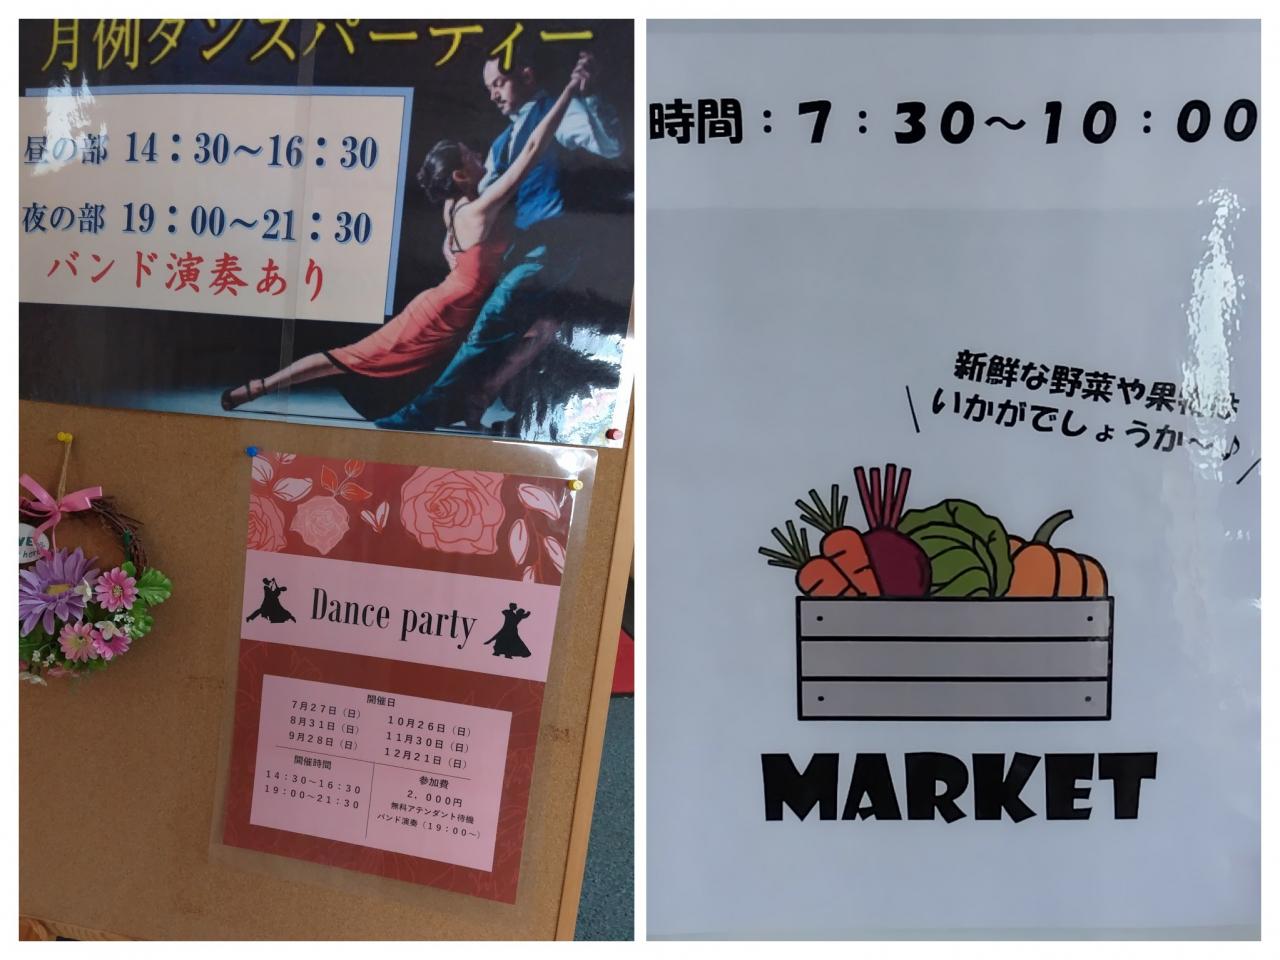 月例ダンスパーティー
昼の部 14：30～16：30
夜の部 19：00～21：30
バンド演奏あり
Dance party
開催日
7月27日（日） 10月26日（日）
8月31日（日） 11月30日（日）
9月28日（日） 12月21日（日）
開催時間
14：30－16：30
19：00～21：30
参加費
2，000円
無料アテンダント待機
バンド演奏（19：00～）
時間：7：30～10：00
新鮮な野菜や果物は
いかがでしょうか～♪
MARKET